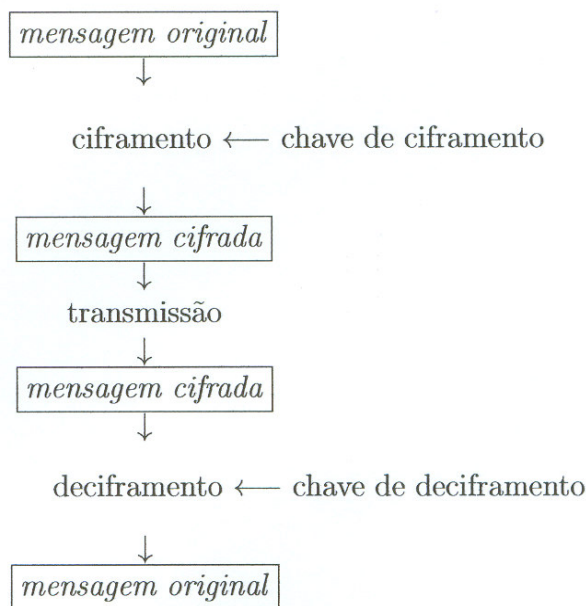 mensagem original
↓
ciframento ⟵ chave de ciframento
↓
mensagem cifrada
↓
transmissão
↓
mensagem cifrada
↓
deciframento ⟵ chave de deciframento
↓
mensagem original